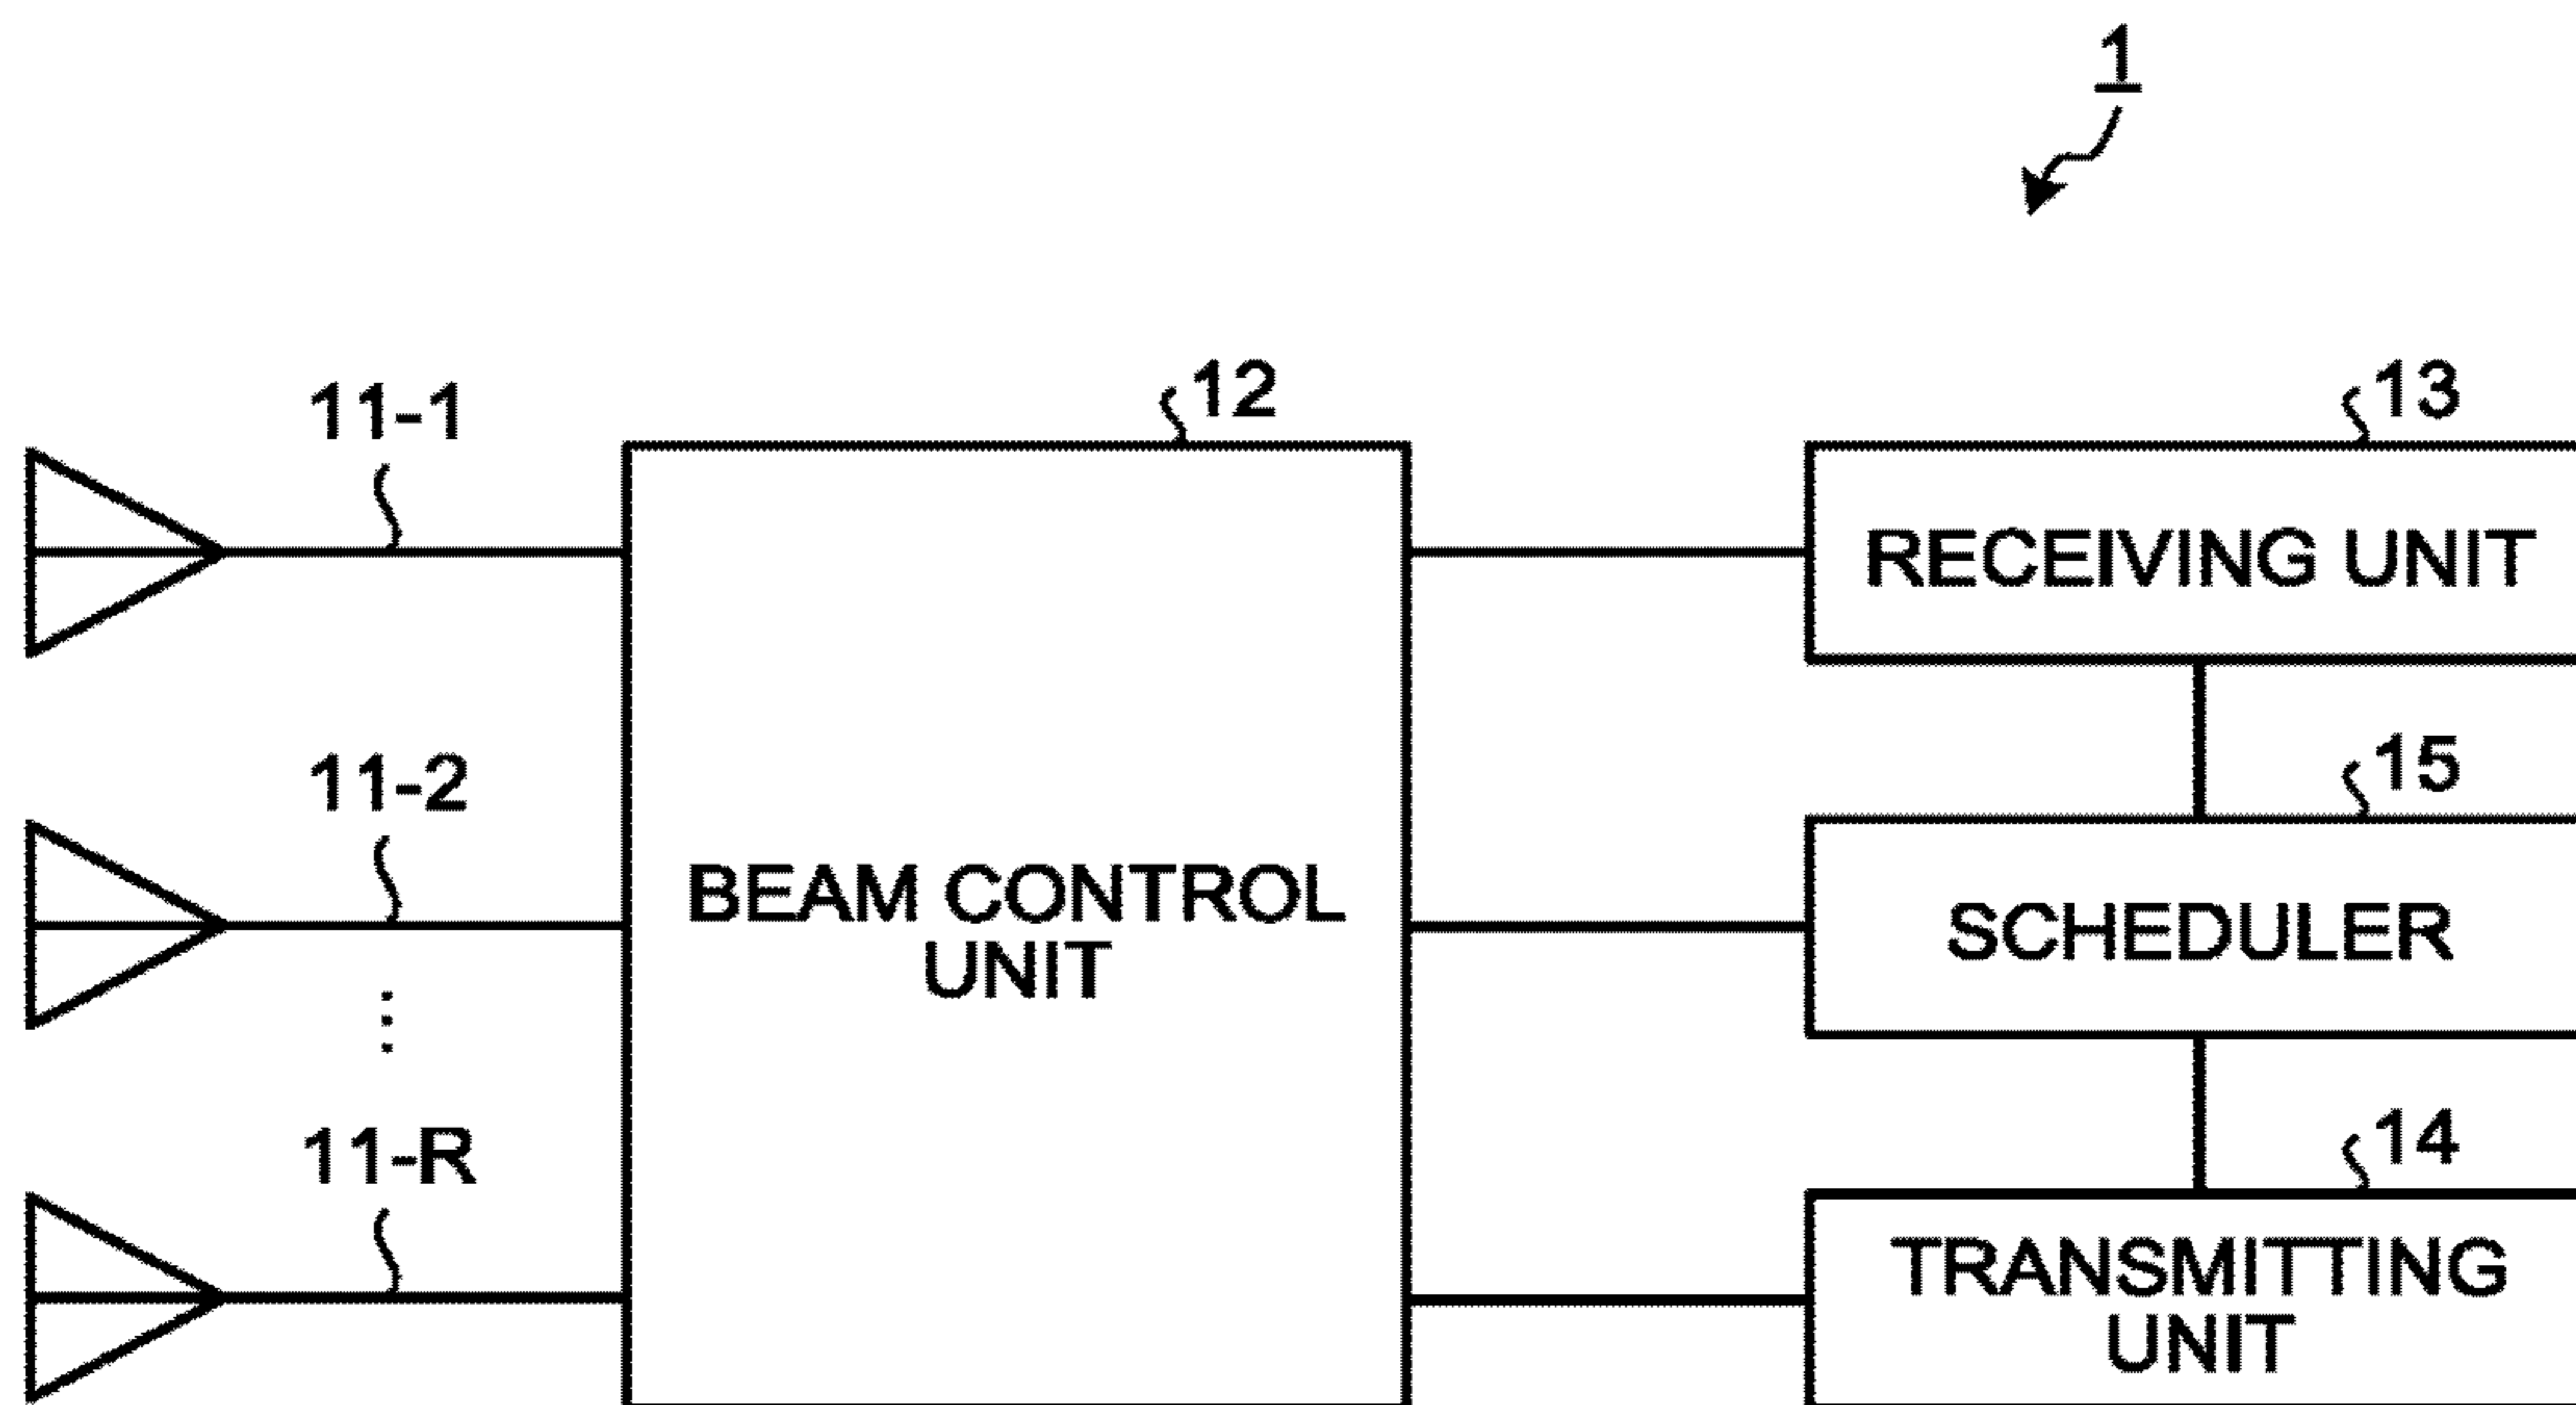 1
11-1
12
13
RECEIVING UNIT
11-2
15
BEAM CONTROL
UNIT
SCHEDULER
11-R
14
TRANSMITTING
UNIT